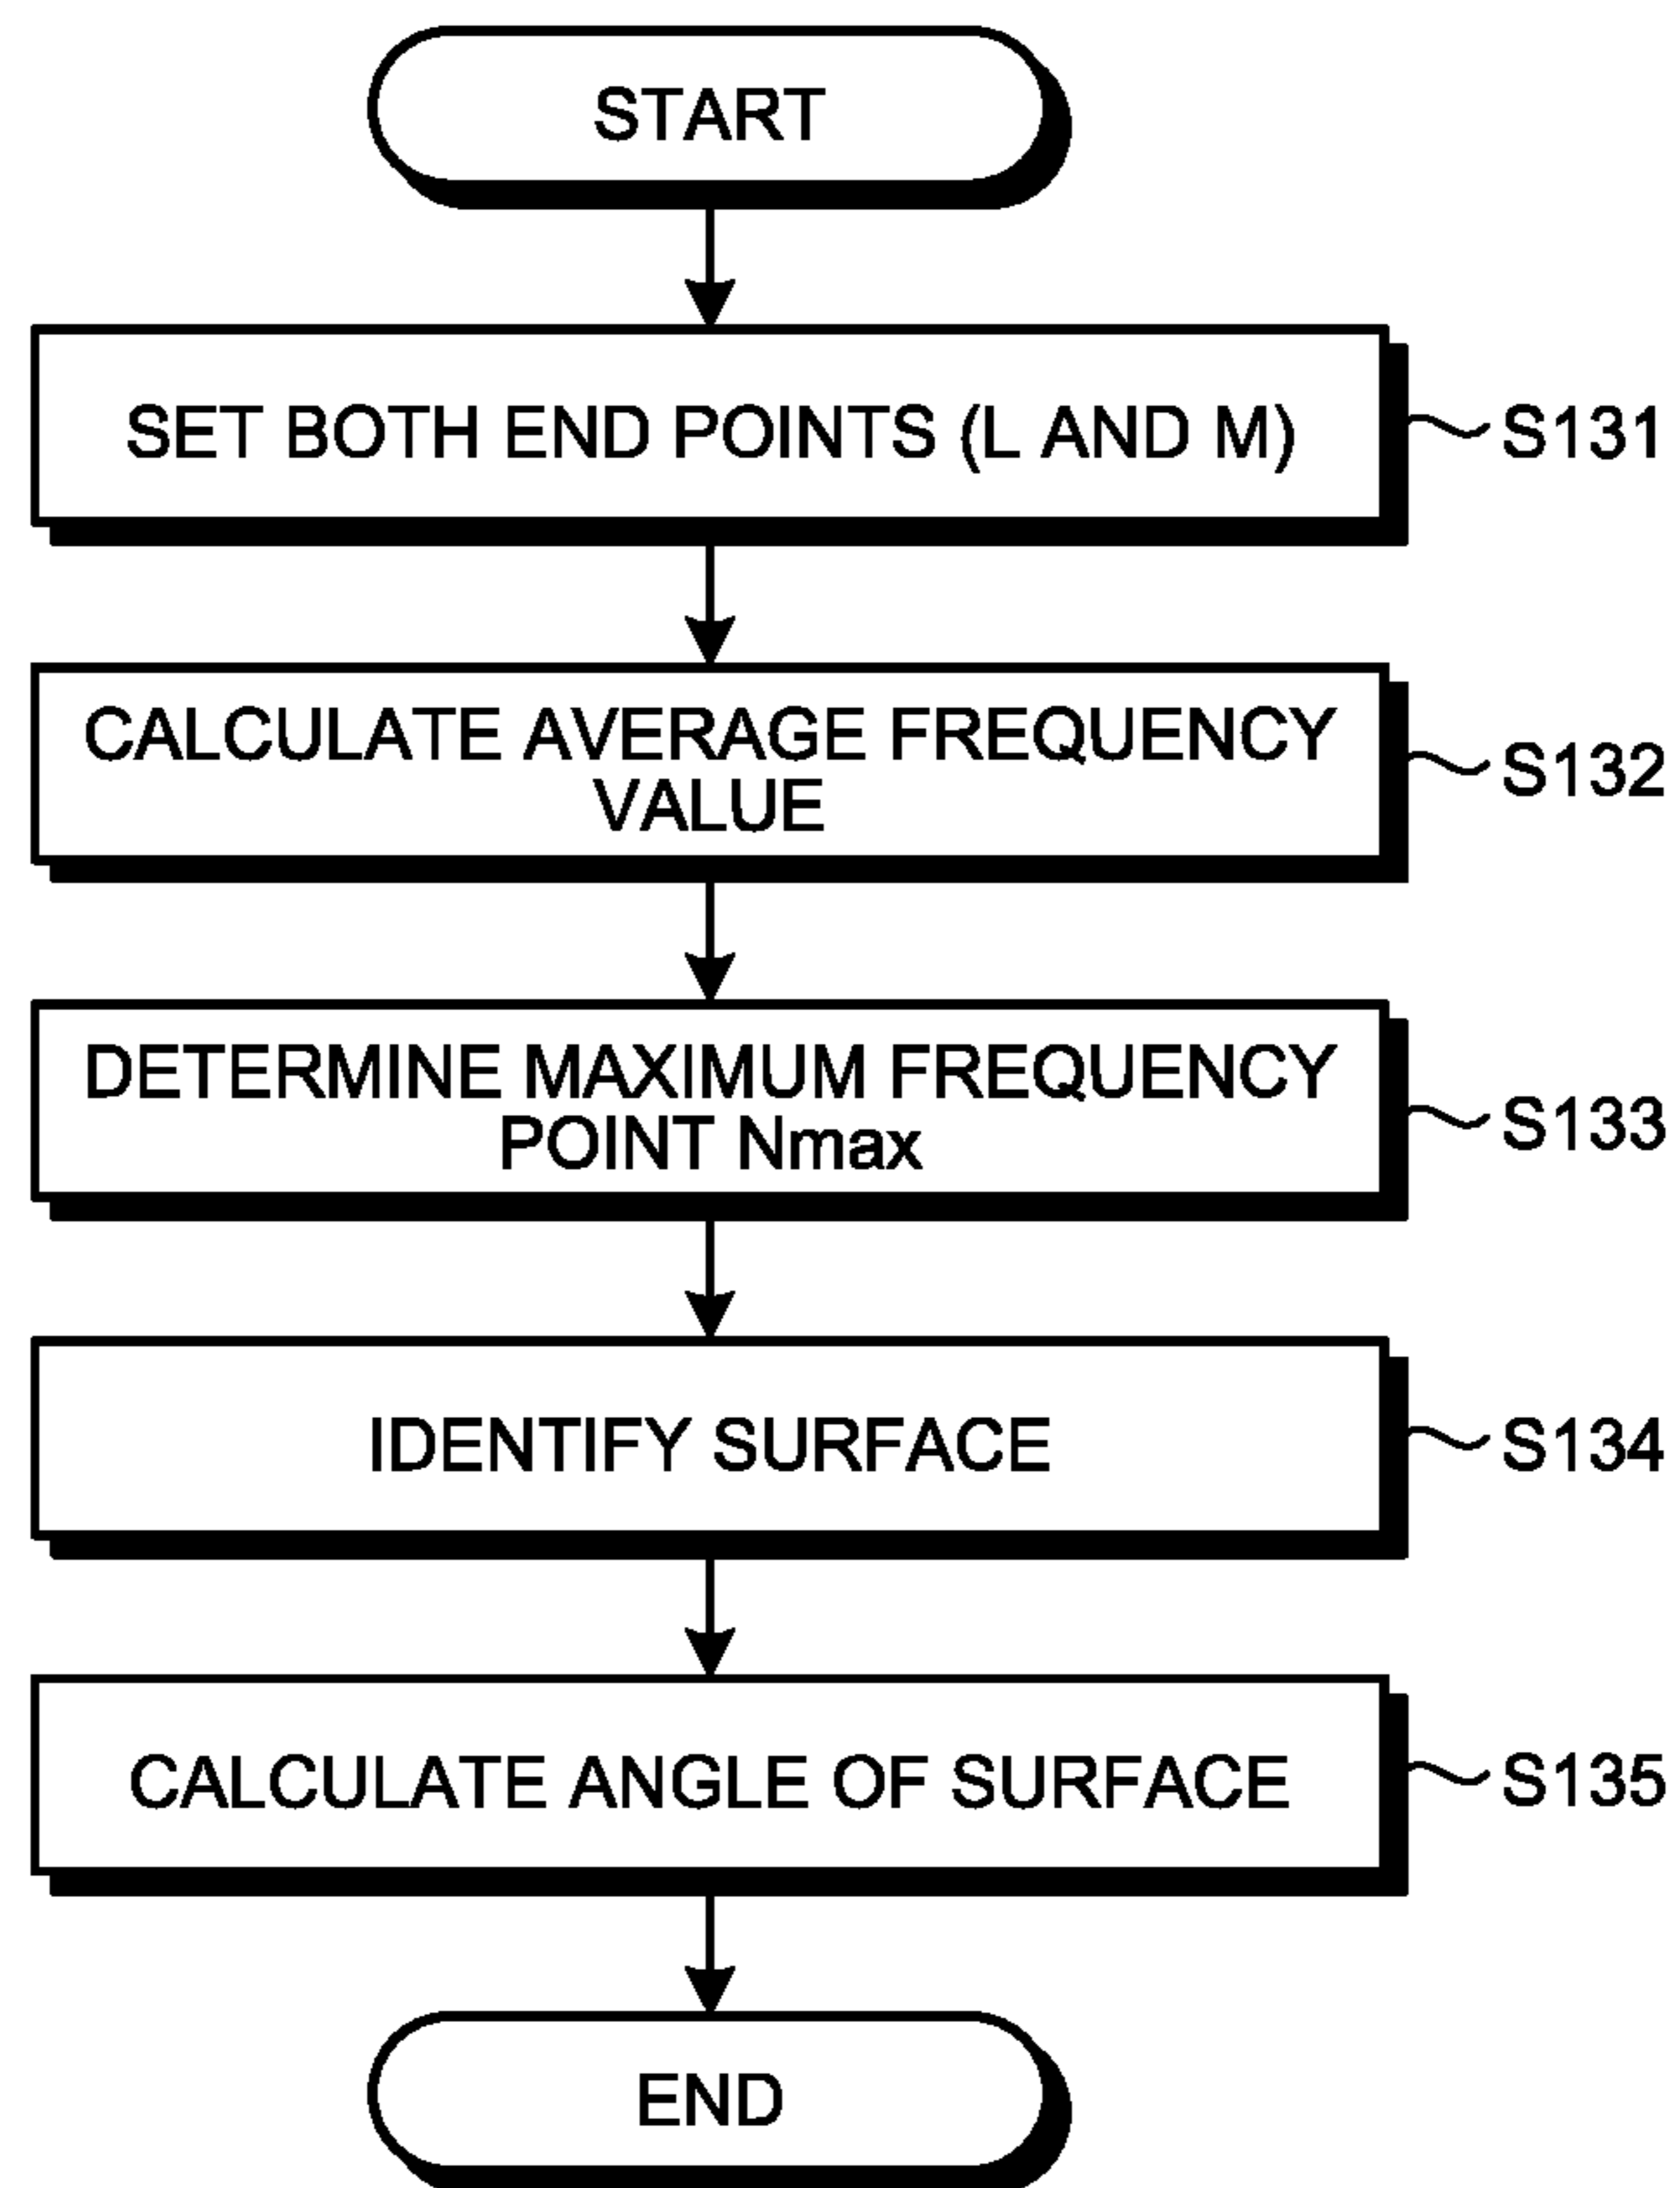 START
SET BOTH END POINTS (L AND M)
S131
CALCULATE AVERAGE FREQUENCY
VALUE
S132
DETERMINE MAXIMUM FREQUENCY
POINT Nmax
S133
IDENTIFY SURFACE
S134
CALCULATE ANGLE OF SURFACE
S135
END